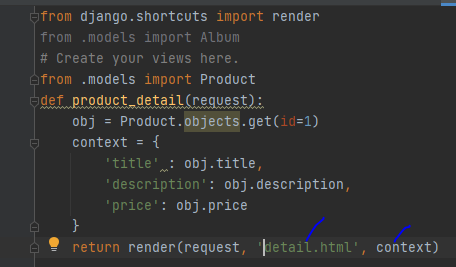 from django.shortcuts import render
from .models import Album
# Create your views here.
from .models import Product
def product_detail(request):
    obj = Product.objects.get(id=1)
    context = {
        'title' : obj.title,
        'description': obj.description,
        'price': obj.price
    }
    return render(request, 'detail.html', context)